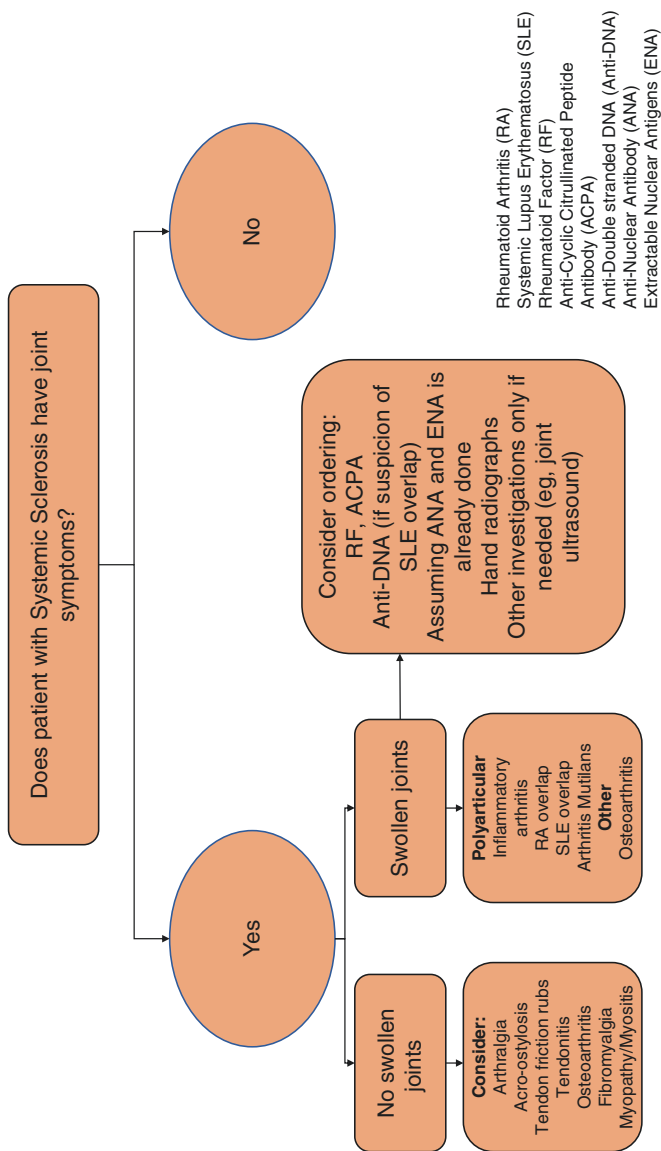 Does patient with Systemic Sclerosis have joint
symptoms?
Yes
No
No swollen
joints
Swollen joints
Consider:
Arthralgia
Acro-ostylosis
Tendon friction rubs
Tendonitis
Osteoarthritis
Fibromyalgia
Myopathy/Myositis
Polyarticular
Inflammatory
arthritis
RA overlap
SLE overlap
Arthritis Mutilans
Other
Osteoarthritis
Consider ordering:
RF, ACPA
Anti-DNA (if suspicion of
SLE overlap)
Assuming ANA and ENA is
already done
Hand radiographs
Other investigations only if
needed (eg, joint
ultrasound)
Rheumatoid Arthritis (RA)
Systemic Lupus Erythematosus (SLE)
Rheumatoid Factor (RF)
Anti-Cyclic Citrullinated Peptide
Antibody (ACPA)
Anti-Double stranded DNA (Anti-DNA)
Anti-Nuclear Antibody (ANA)
Extractable Nuclear Antigens (ENA)